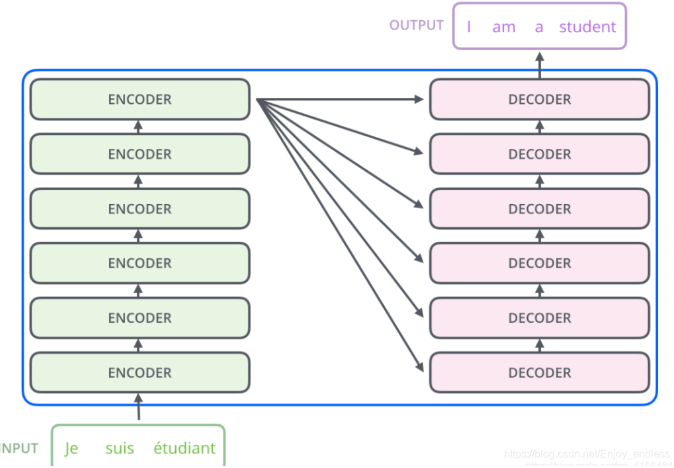 OUTPUT I am a student
ENCODER DECODER
ENCODER DECODER
ENCODER DECODER
ENCODER DECODER
ENCODER DECODER
ENCODER DECODER
INPUT Je suis étudiant
https://blog.csdn.net/Enjoy_endless